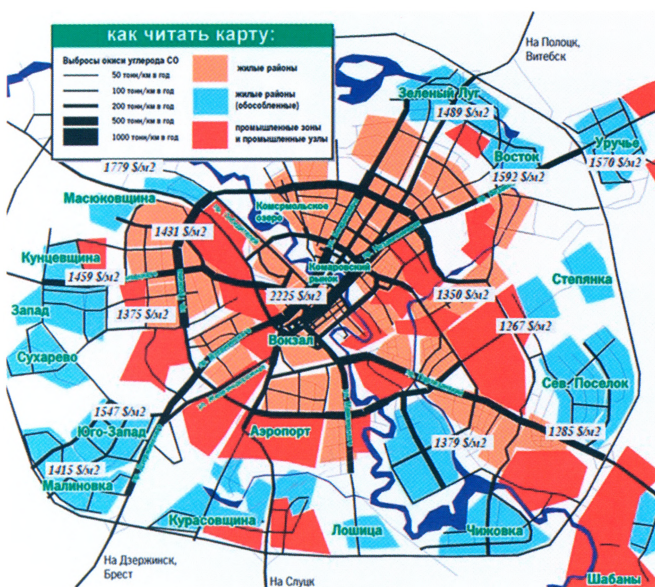 как читать карту:
Выбросы окиси углерода СО
50 тонн/км в год
100 тонн/км в год
200 тонн/км в год
500 тонн/км в год
1000 тонн/км в год
жилые районы
жилые районы
(обособленные)
промышленные зоны
и промышленные узлы
На Полоцк,
Витебск
Зеленый Луг
1489 $/м2
Уручье
Восток
1570 $/м2
1592 $/м2
1779 $/м2
Масюковщина
Комсрмольское
озеро
1431 $/м2
Кунцевщина
Комаровский
рынок
1459 $/м2
Степянка
2225 $/м2
1350 $/м2
Запад
1375 $/м2
1267 $/м2
Вокзал
Сухарево
Сев. Поселок
1547 $/м2
Юго-Запад
Аэропорт
1285 $/м2
1379 $/м2
1415 $/м2
Малиновка
Курасовщина
Лошица
Чижовка
На Дзержинск,
Брест
На Слуцк
Шабаны